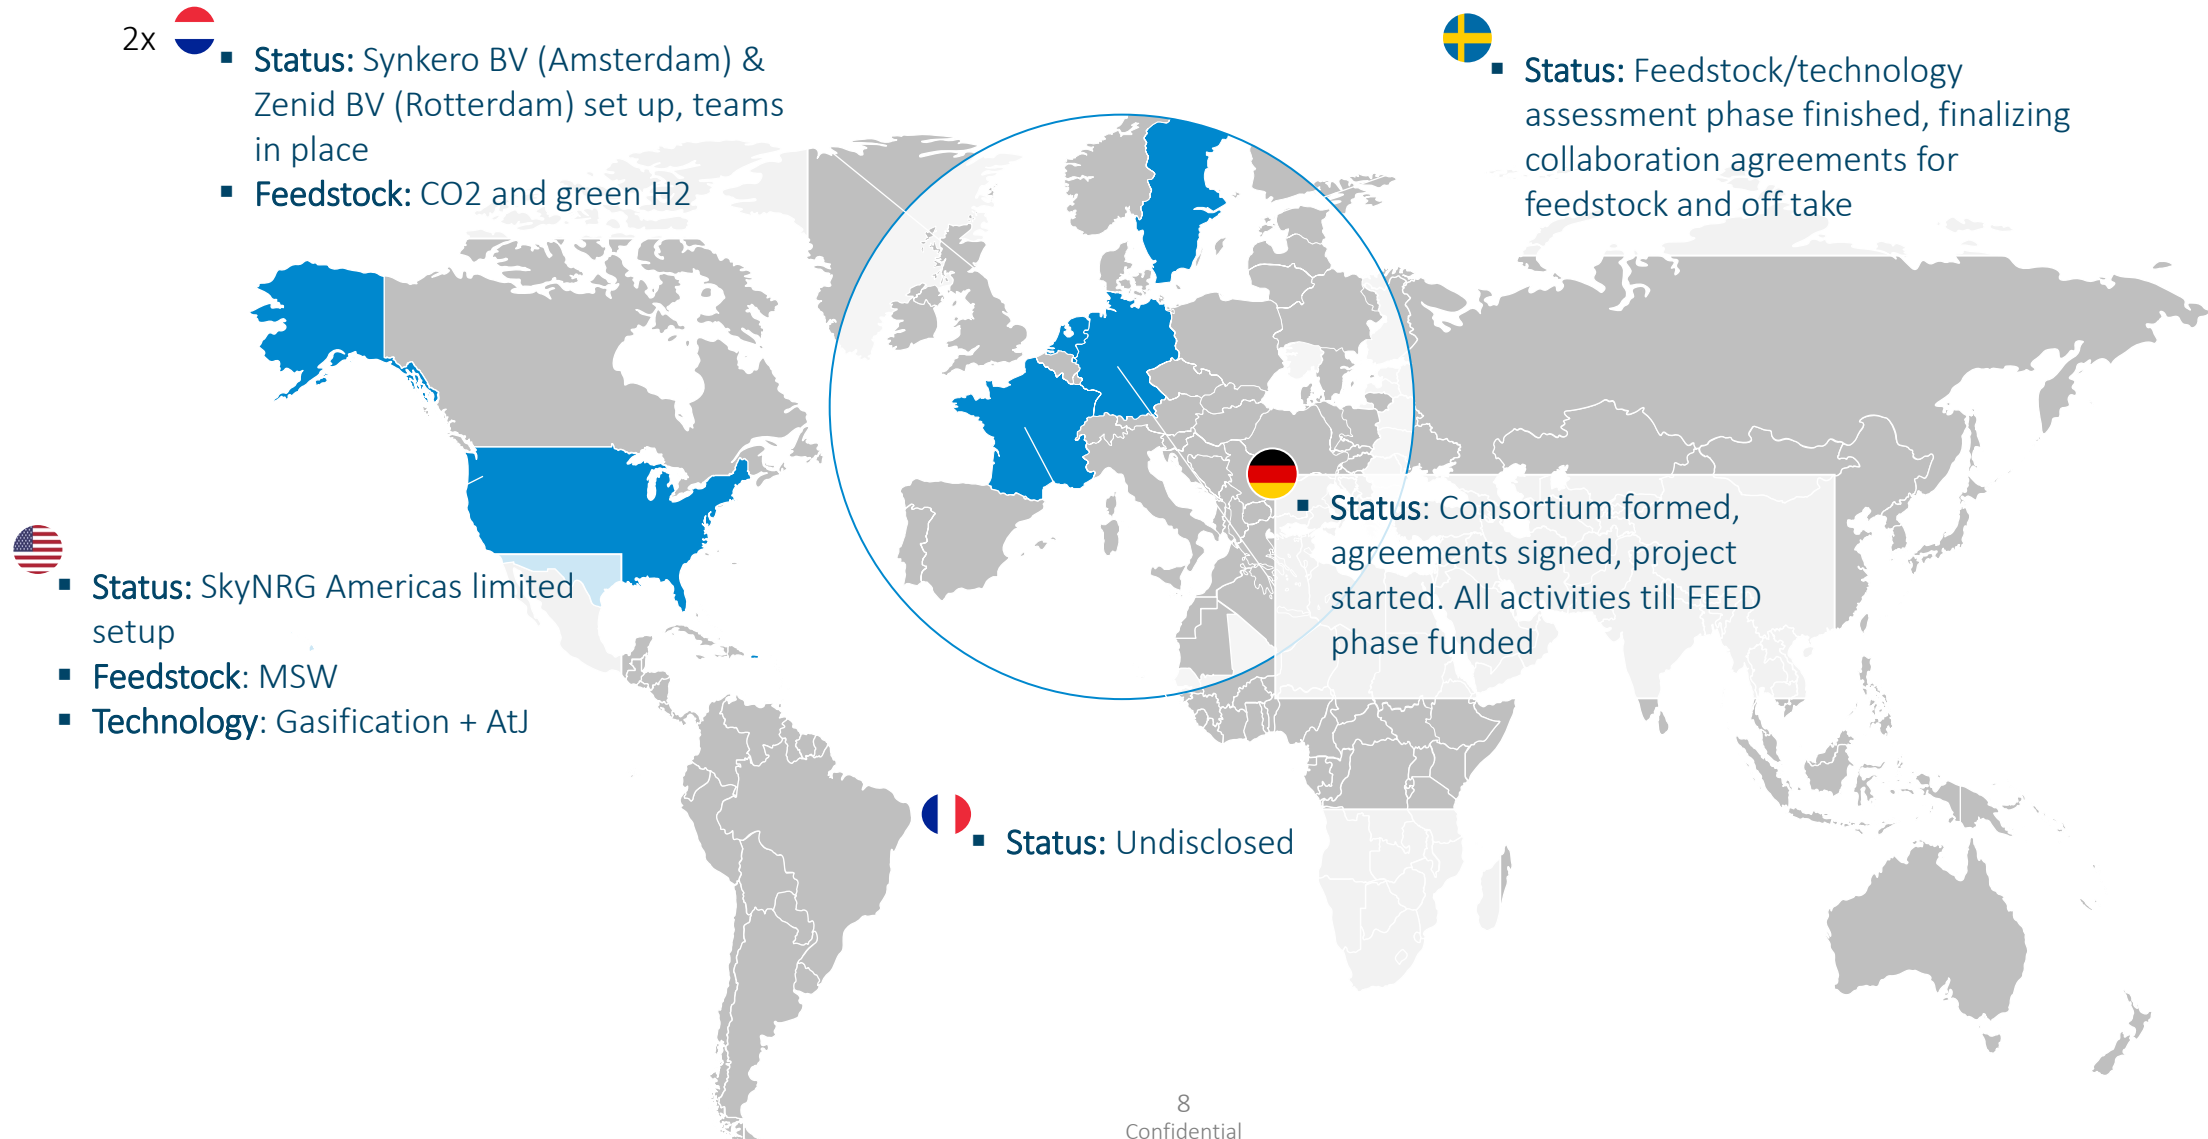 2x
▪ Status: Synkero BV (Amsterdam) &
Zenid BV (Rotterdam) set up, teams
in place
▪ Feedstock: CO2 and green H2
▪ Status: Feedstock/technology
assessment phase finished, finalizing
collaboration agreements for
feedstock and off take
▪ Status: Consortium formed,
agreements signed, project
started. All activities till FEED
phase funded
▪ Status: SkyNRG Americas limited
setup
▪ Feedstock: MSW
▪ Technology: Gasification + AtJ
▪ Status: Undisclosed
8
Confidential